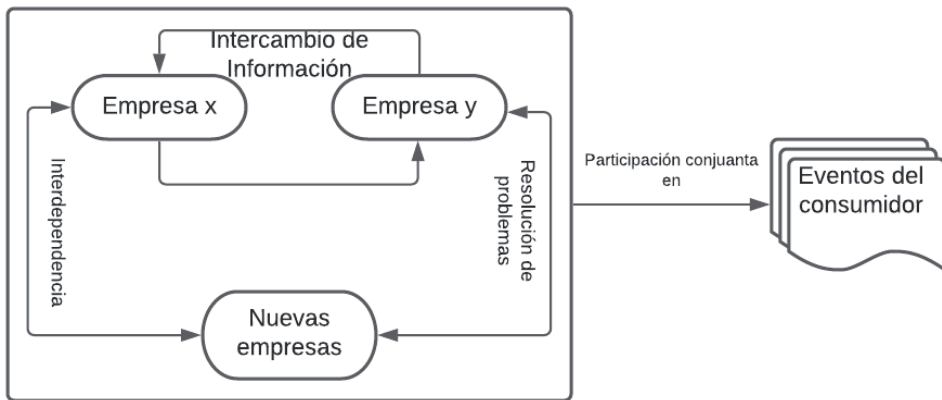 Intercambio de
Información
Empresa x
Empresa y
Interdependencia
Resolución de
problemas
Nuevas
empresas
Participación conjuanta
en
Eventos del
consumidor